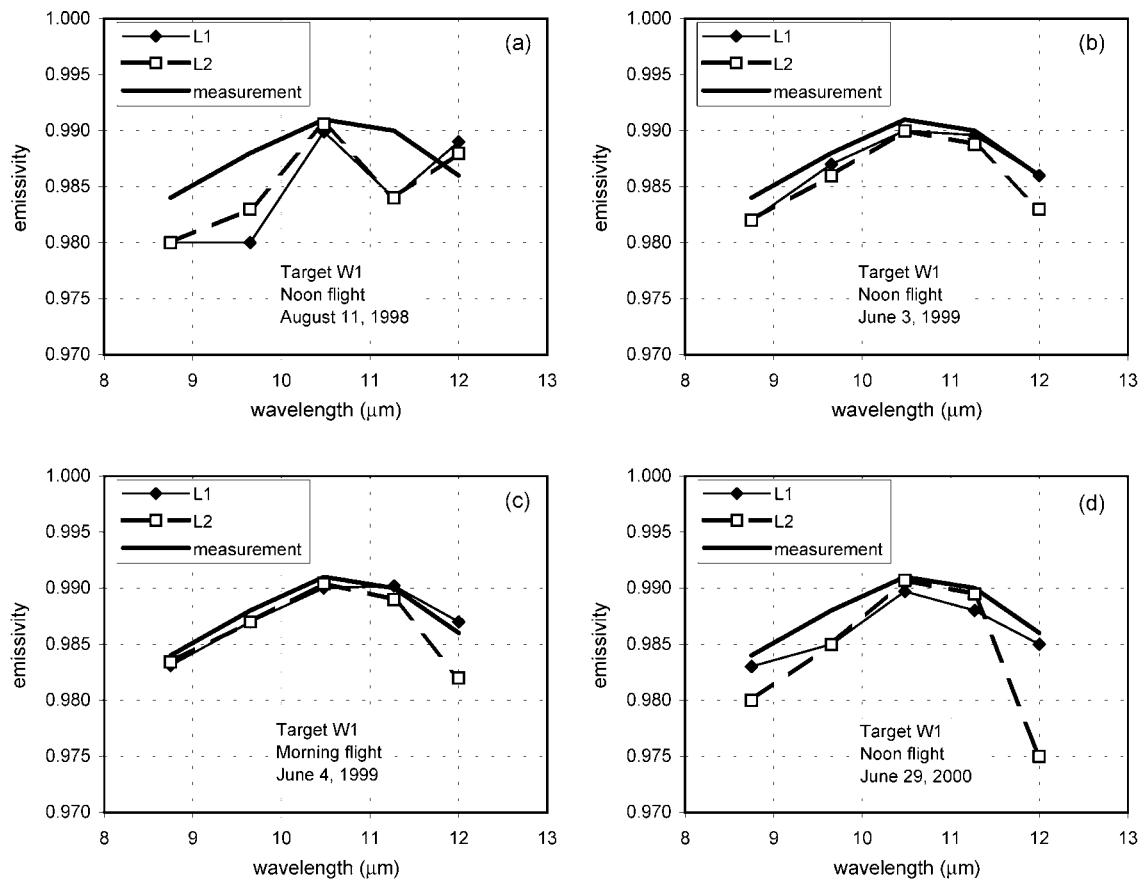 (a)
L1
L2
measurement
1.000
0.995
0.990
0.985
0.980
0.975
0.970
emissivity
Target W1
Noon flight
August 11, 1998
8 9 10 11 12 13
wavelength (μm)
(b)
L1
L2
measurement
1.000
0.995
0.990
0.985
0.980
0.975
0.970
emissivity
Target W1
Noon flight
June 3, 1999
8 9 10 11 12 13
wavelength (μm)
(c)
L1
L2
measurement
1.000
0.995
0.990
0.985
0.980
0.975
0.970
emissivity
Target W1
Morning flight
June 4, 1999
8 9 10 11 12 13
wavelength (μm)
(d)
L1
L2
measurement
1.000
0.995
0.990
0.985
0.980
0.975
0.970
emissivity
Target W1
Noon flight
June 29, 2000
8 9 10 11 12 13
wavelength (μm)